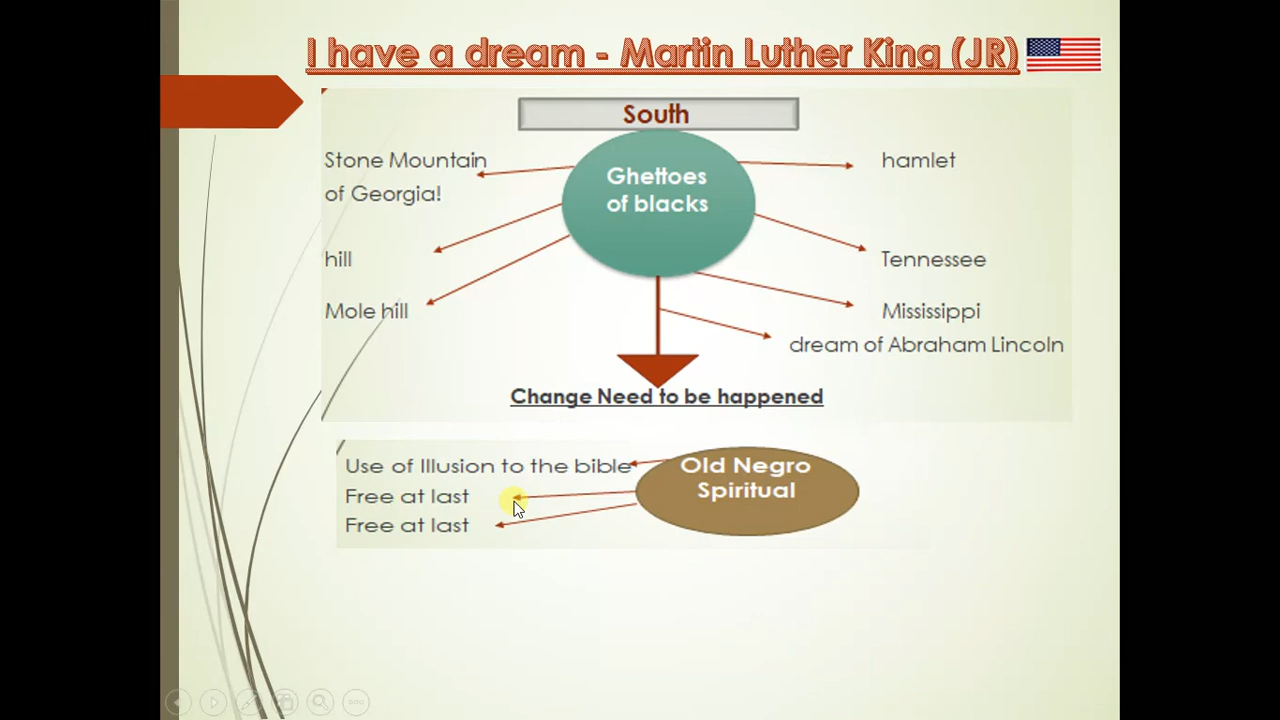 I have a dream - Martin Luther King (JR)
South
Ghettoes
of blacks
Stone Mountain
of Georgia!
hill
Mole hill
hamlet
Tennessee
Mississippi
dream of Abraham Lincoln
Change Need to be happened
Use of Illusion to the bible
Free at last
Free at last
Old Negro
Spiritual